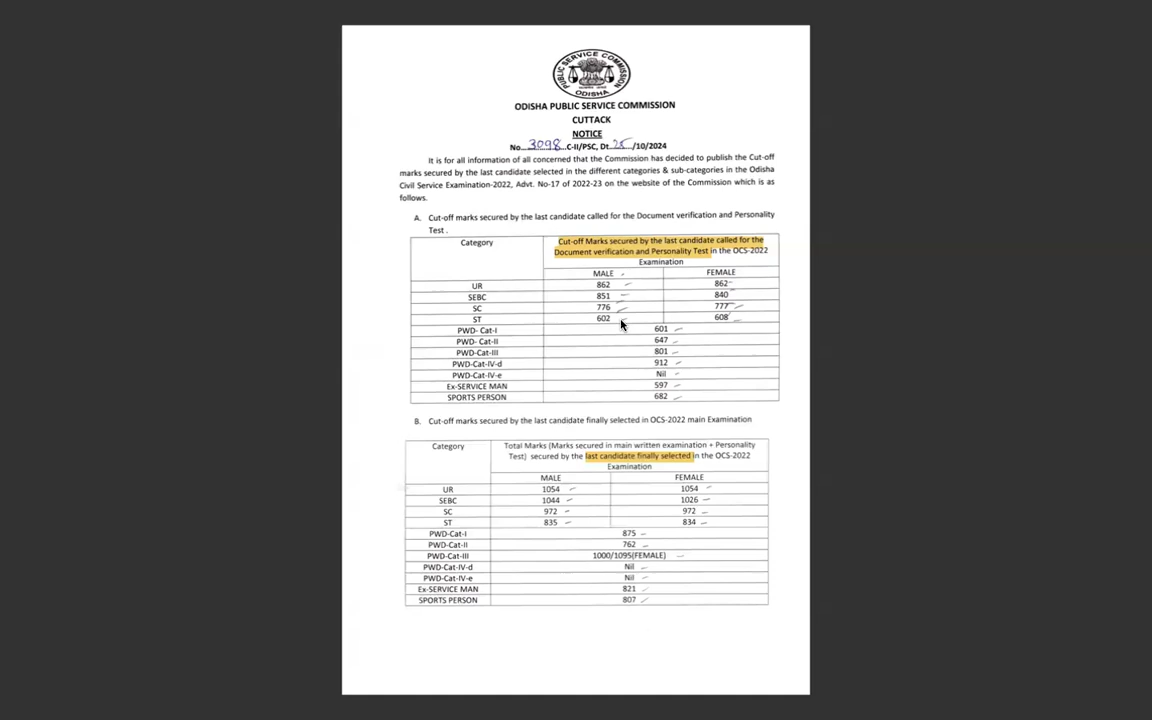 PUBLIC SERVICE COMMISSION
ODISHA
ODISHA PUBLIC SERVICE COMMISSION
CUTTACK
NOTICE
No...3098...C-II/PSC, Dt. 25 /10/2024
It is for all information of all concerned that the Commission has decided to publish the Cut-off
marks secured by the last candidate selected in the different categories & sub-categories in the Odisha
Civil Service Examination-2022, Advt. No-17 of 2022-23 on the website of the Commission which is as
follows.
A. Cut-off marks secured by the last candidate called for the Document verification and Personality
Test .
Category Cut-off Marks secured by the last candidate called for the
Document verification and Personality Test in the OCS-2022
Examination
MALE FEMALE
UR 862 862
SEBC 851 840
SC 776 777
ST 602 608
PWD- Cat-I 601
PWD- Cat-II 647
PWD-Cat-III 801
PWD-Cat-IV-d 912
PWD-Cat-IV-e Nil
Ex-SERVICE MAN 597
SPORTS PERSON 682
B. Cut-off marks secured by the last candidate finally selected in OCS-2022 main Examination
Category Total Marks (Marks secured in main written examination + Personality
Test) secured by the last candidate finally selected in the OCS-2022
Examination
MALE FEMALE
UR 1054 1054
SEBC 1044 1026
SC 972 972
ST 835 834
PWD-Cat-I 875
PWD-Cat-II 762
PWD-Cat-III 1000/1095(FEMALE)
PWD-Cat-IV-d Nil
PWD-Cat-IV-e Nil
Ex-SERVICE MAN 821
SPORTS PERSON 807